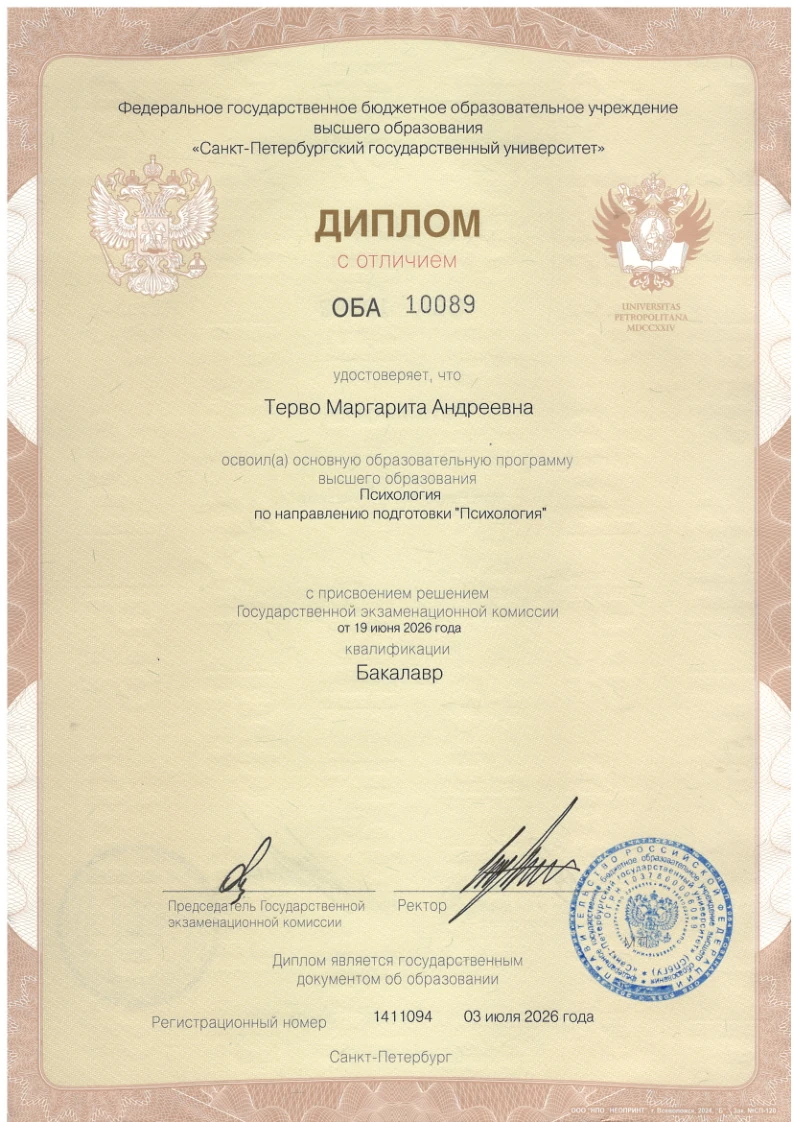 Федеральное государственное бюджетное образовательное учреждение
высшего образования
«Санкт-Петербургский государственный университет»
ДИПЛОМ
с отличием
ОБА 10089
UNIVERSITAS
PETROPOLITANA
MDCCXXIV
удостоверяет, что
Терво Маргарита Андреевна
освоил(а) основную образовательную программу
высшего образования
Психология
по направлению подготовки "Психология"
с присвоением решением
Государственной экзаменационной комиссии
от 19 июня 2026 года
квалификации
Бакалавр
Председатель Государственной
экзаменационной комиссии
Ректор
Диплом является государственным
документом об образовании
Регистрационный номер 1411094 03 июля 2026 года
Санкт-Петербург
ПРАВИТЕЛЬСТВО РОССИЙСКОЙ ФЕДЕРАЦИИ